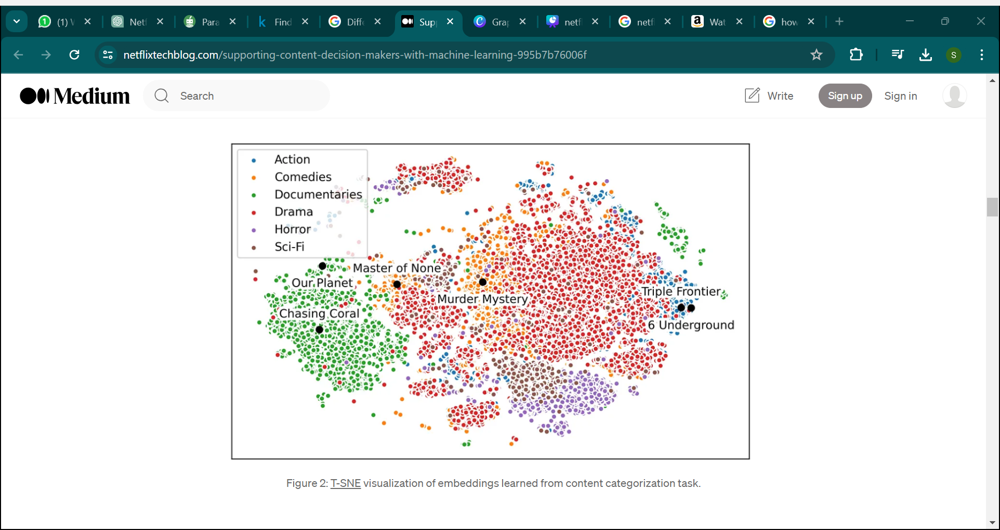 (1) V
Netf
Para
Find
Diffe
Sup
Gra
netfl
netfl
Wat
how
netflixtechblog.com/supporting-content-decision-makers-with-machine-learning-995b7b76006f
S
Medium
Search
Write
Sign up
Sign in
Action
Comedies
Documentaries
Drama
Horror
Sci-Fi
Master of None
Our Planet
Murder Mystery
Triple Frontier
Chasing Coral
6 Underground
Figure 2: T-SNE visualization of embeddings learned from content categorization task.